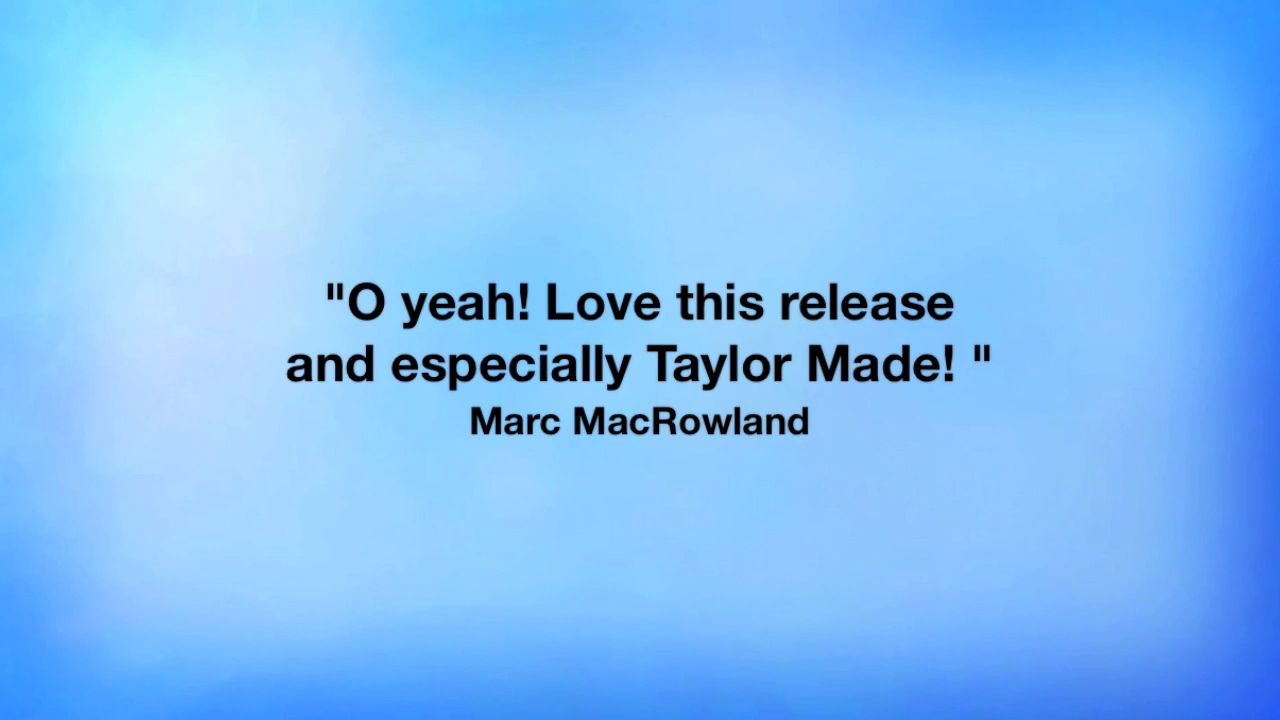 "O yeah! Love this release
and especially Taylor Made! "
Marc MacRowland